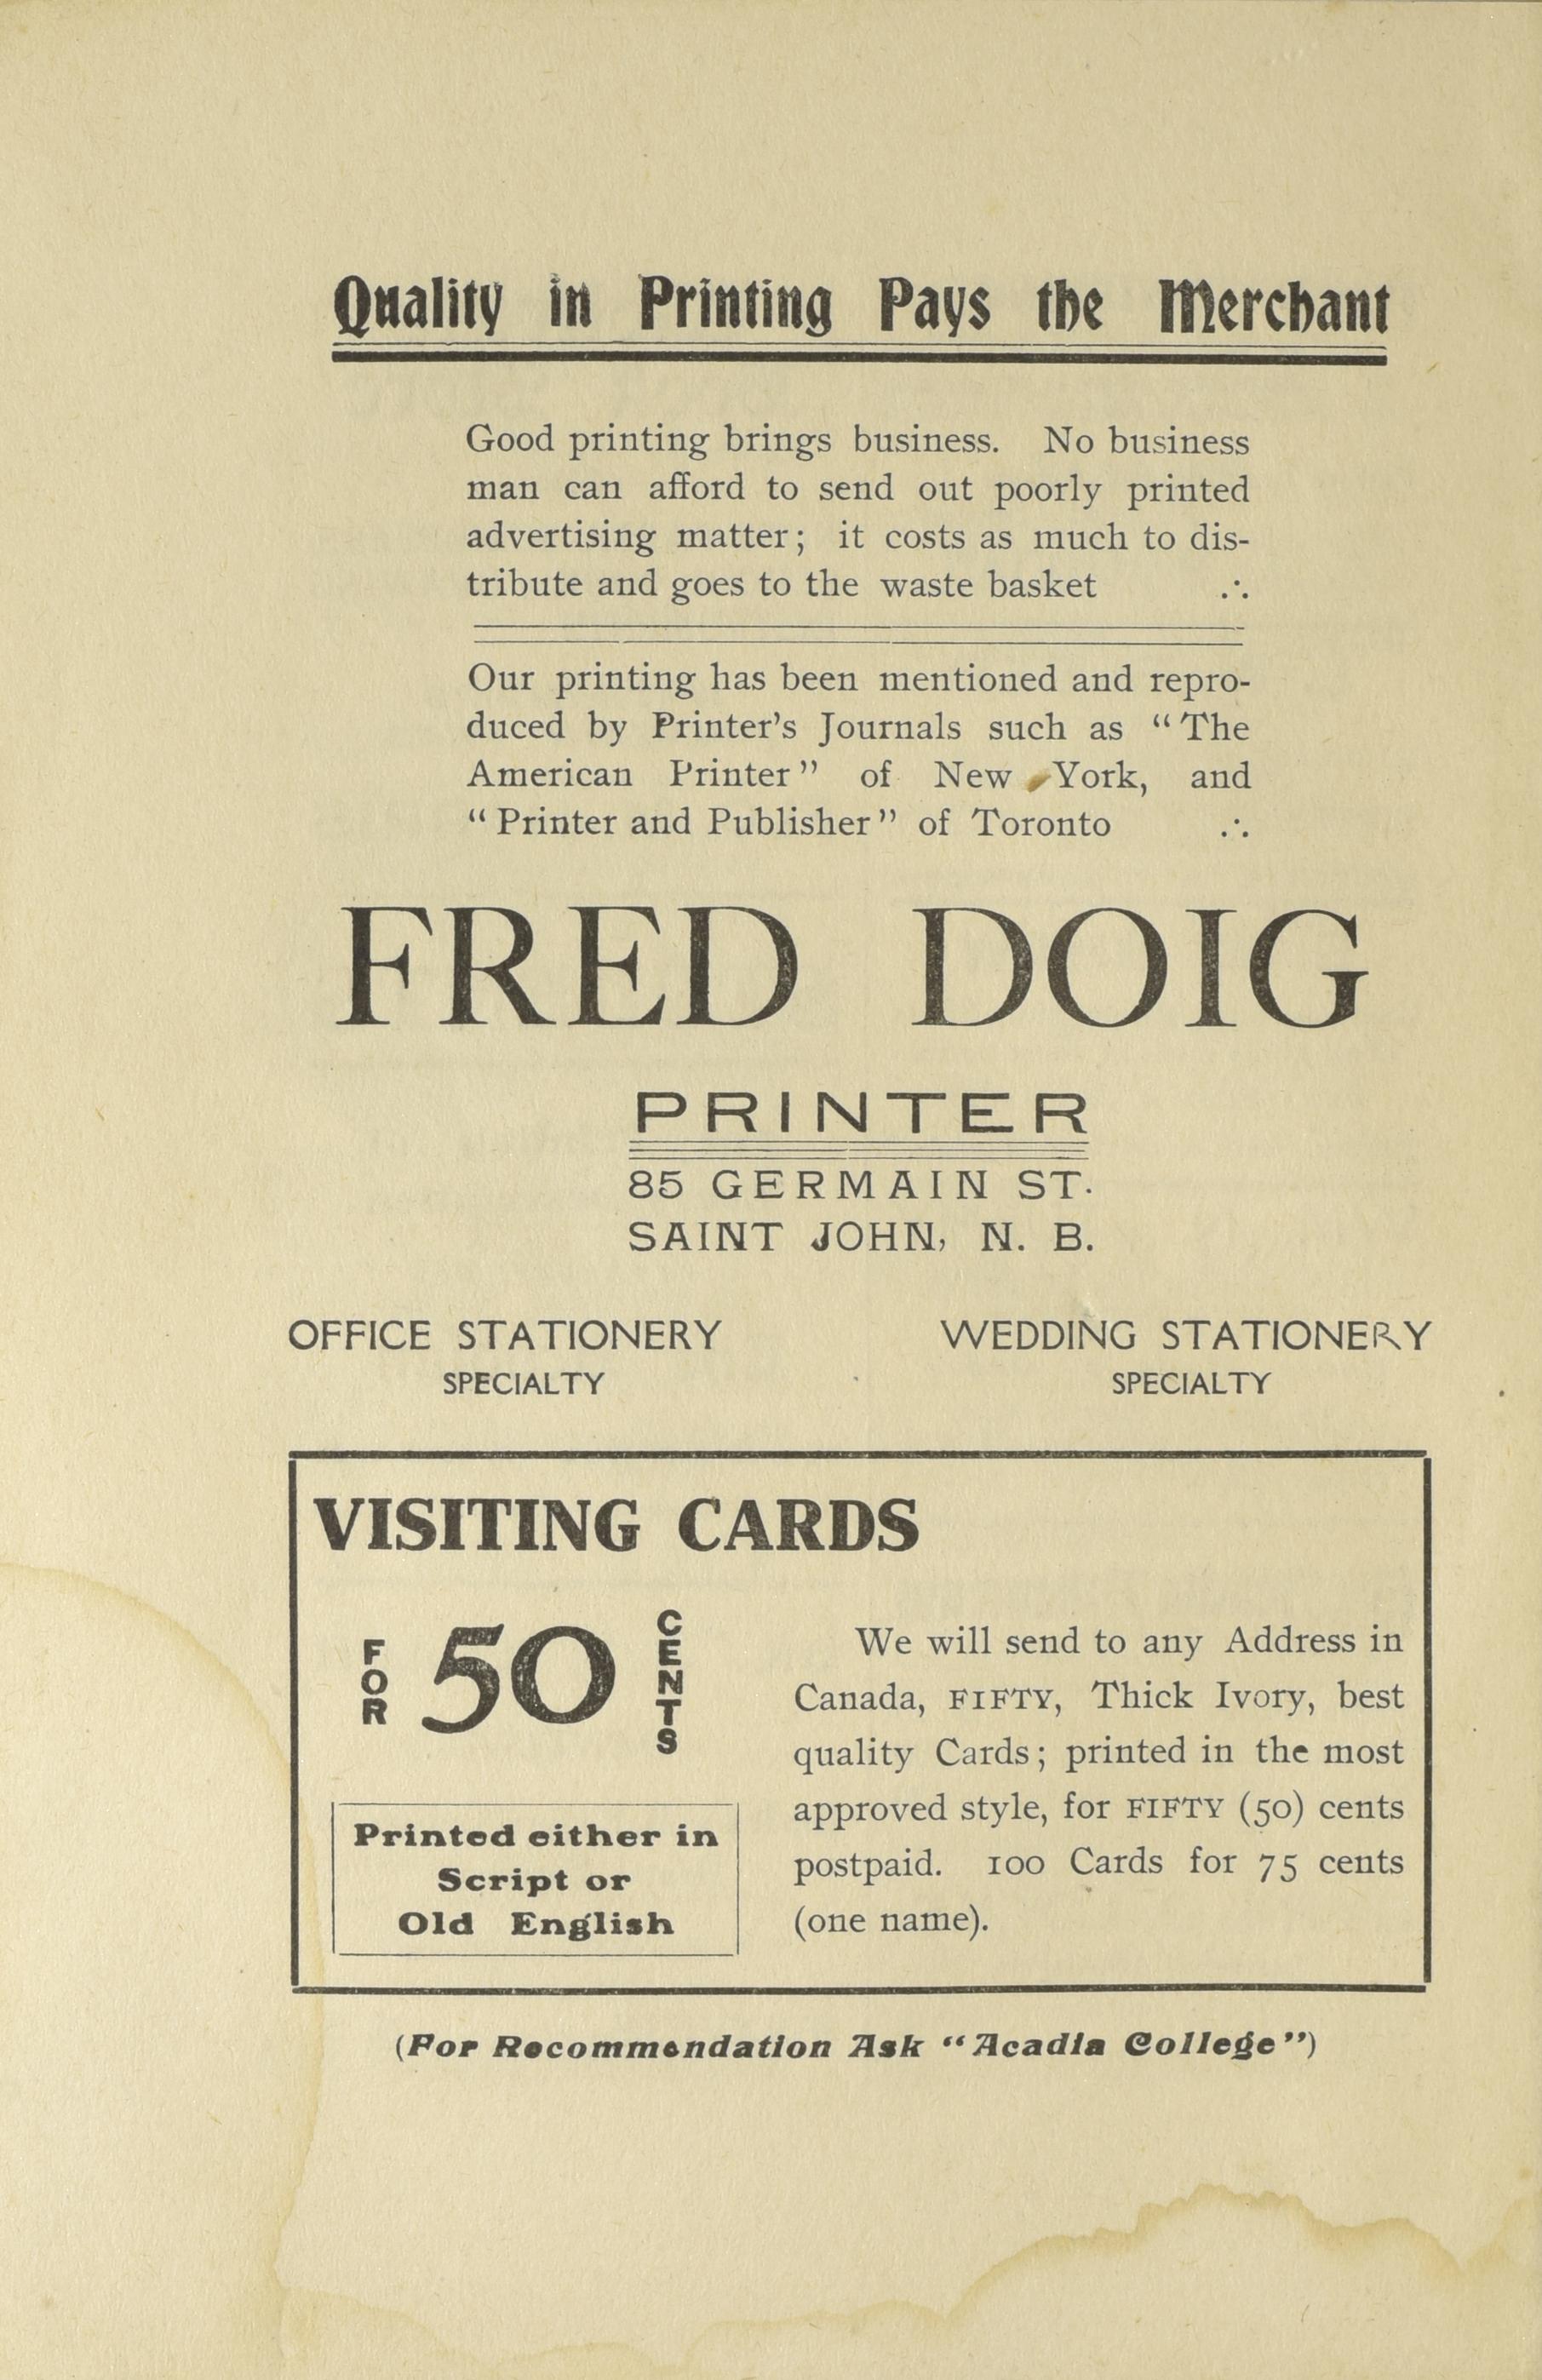 Quality in Printing Pays the Merchant
Good printing brings business. No business
man can afford to send out poorly printed
advertising matter; it costs as much to dis-
tribute and goes to the waste basket ∴
Our printing has been mentioned and repro-
duced by Printer's Journals such as "The
American Printer" of New York, and
"Printer and Publisher" of Toronto ∴
FRED DOIG
PRINTER
85 GERMAIN ST.
SAINT JOHN, N. B.
OFFICE STATIONERY
SPECIALTY
WEDDING STATIONERY
SPECIALTY
VISITING CARDS
FOR 50 CENTS
Printed either in
Script or
Old English
We will send to any Address in
Canada, FIFTY, Thick Ivory, best
quality Cards; printed in the most
approved style, for FIFTY (50) cents
postpaid. 100 Cards for 75 cents
(one name).
(For Recommendation Ask "Acadia College")